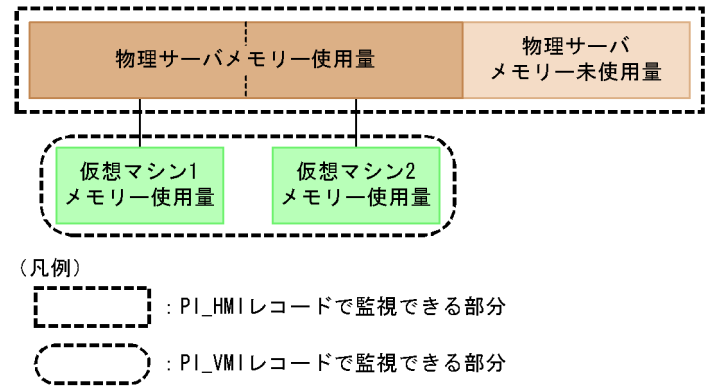 物理サーバメモリー使用量
物理サーバ
メモリー未使用量
仮想マシン1
メモリー使用量
仮想マシン2
メモリー使用量
（凡例）
：PI_HMIレコードで監視できる部分
：PI_VMIレコードで監視できる部分